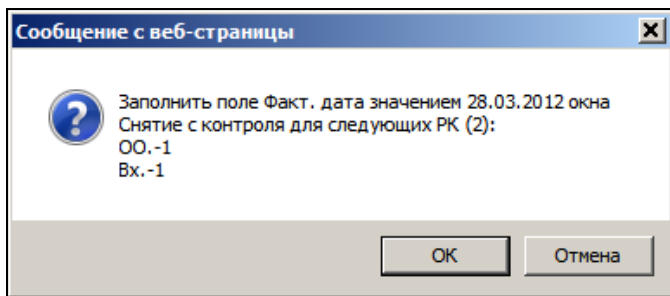 Сообщение с веб-страницы
Заполнить поле Факт. дата значением 28.03.2012 окна
Снятие с контроля для следующих РК (2):
ОО.-1
Вх.-1
ОК
Отмена